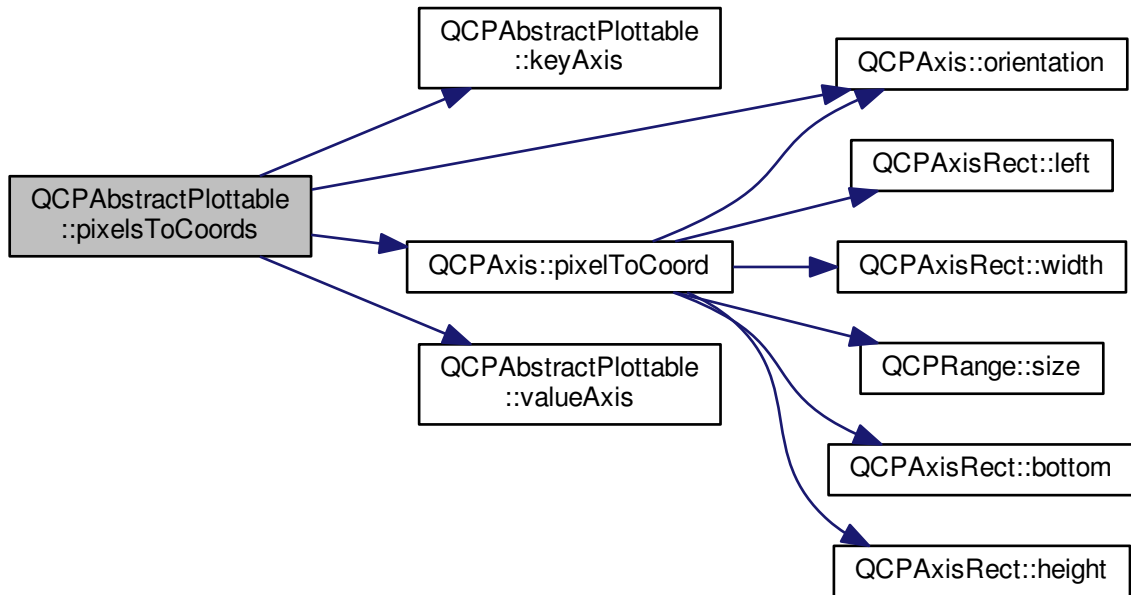 QCPAbstractPlottable
::keyAxis
QCPAxis::orientation
QCPAxisRect::left
QCPAbstractPlottable
::pixelsToCoords
QCPAxis::pixelToCoord
QCPAxisRect::width
QCPRange::size
QCPAbstractPlottable
::valueAxis
QCPAxisRect::bottom
QCPAxisRect::height